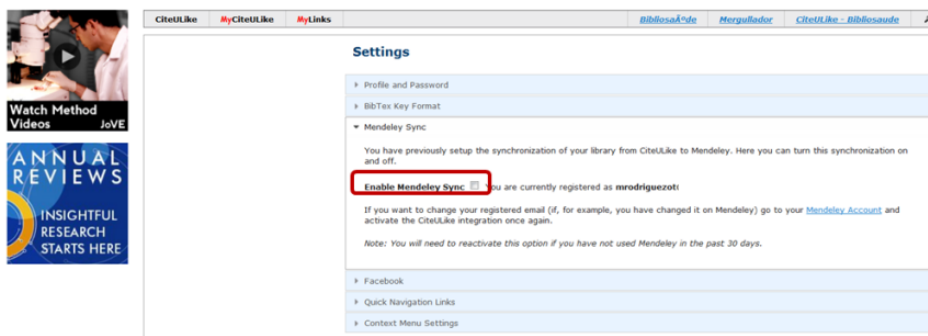 CiteULike MyCiteULike MyLinks BibliosaÃºde Mergullador CiteULike - Bibliosaude
Watch Method
Videos JoVE
ANNUAL
REVIEWS
INSIGHTFUL
RESEARCH
STARTS HERE
Settings
Profile and Password
BibTex Key Format
Mendeley Sync
You have previously setup the synchronization of your library from CiteULike to Mendeley. Here you can turn this synchronization on
and off.
Enable Mendeley Sync You are currently registered as mrodriguezoti
If you want to change your registered email (if, for example, you have changed it on Mendeley) go to your Mendeley Account and
activate the CiteULike integration once again.
Note: You will need to reactivate this option if you have not used Mendeley in the past 30 days.
Facebook
Quick Navigation Links
Context Menu Settings